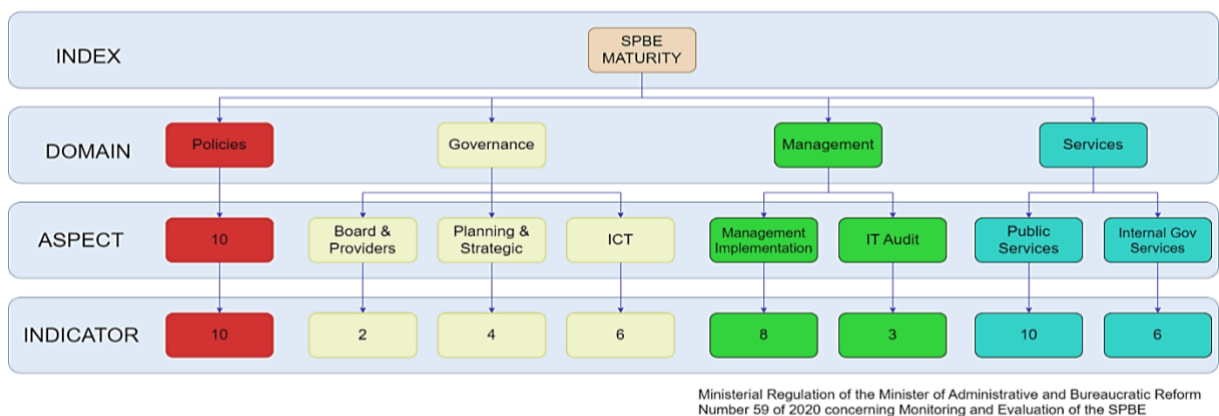 INDEX
SPBE
MATURITY
DOMAIN
Policies
Governance
Management
Services
ASPECT
10
Board &
Providers
Planning &
Strategic
ICT
Management
Implementation
IT Audit
Public
Services
Internal Gov
Services
INDICATOR
10
2
4
6
8
3
10
6
Ministerial Regulation of the Minister of Administrative and Bureaucratic Reform
Number 59 of 2020 concerning Monitoring and Evaluation of the SPBE